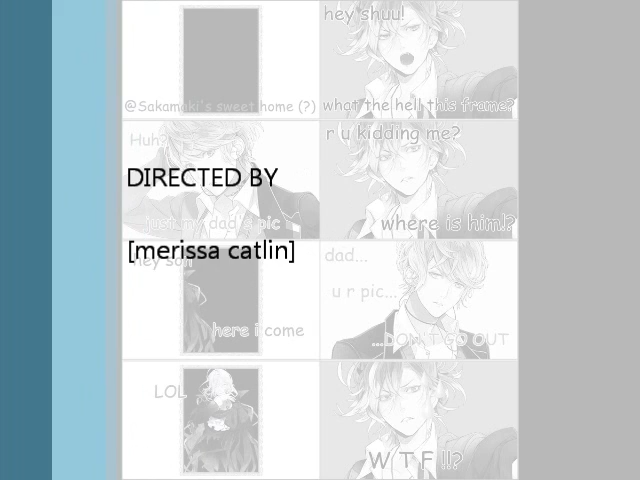 hey shuu!
@Sakamaki's sweet home (?)
what the hell this frame?
Huh?
r u kidding me?
DIRECTED BY
just my dad's pic
where is him!?
[merissa catlin]
hey son
dad...
u r pic...
here i come
...DON'T GO OUT
LOL
W T F !!?